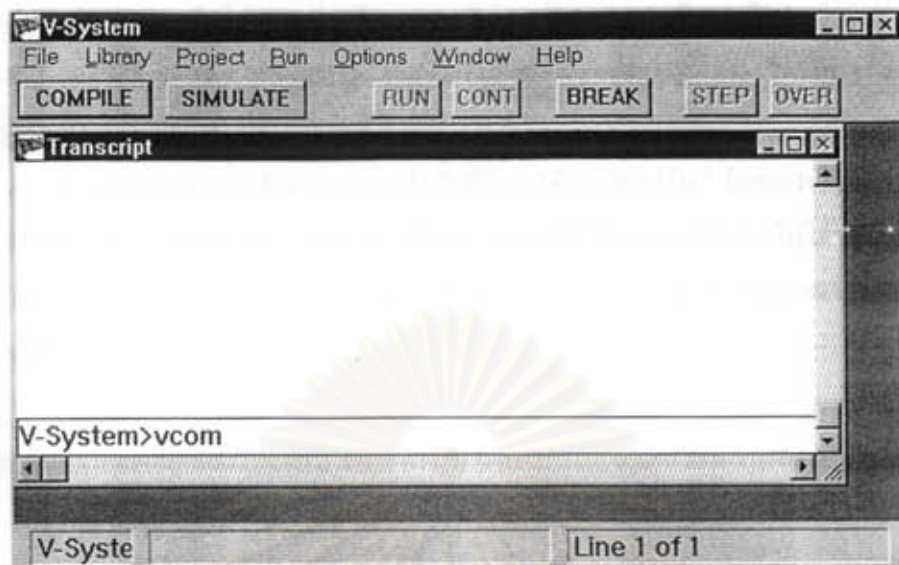 V-System
File Library Project Run Options Window Help
COMPILE SIMULATE RUN CONT BREAK STEP OVER
Transcript
V-System>vcom
V-Syste Line 1 of 1